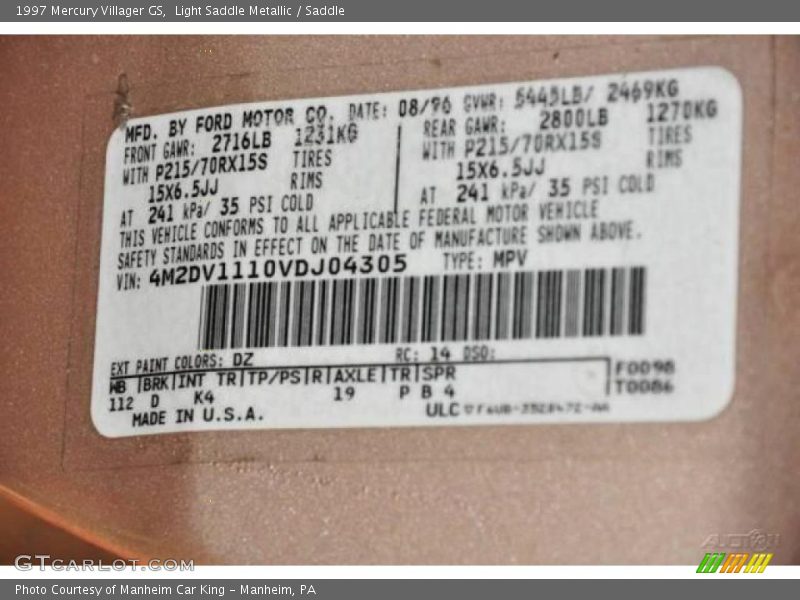 1997 Mercury Villager GS, Light Saddle Metallic / Saddle
MFD. BY FORD MOTOR CO. DATE: 08/96 GVWR: 5445LB/ 2469KG
FRONT GAWR: 2716LB 1231KG REAR GAWR: 2800LB 1270KG
WITH P215/70RX15S TIRES WITH P215/70RX15S TIRES
15X6.5JJ RIMS 15X6.5JJ RIMS
AT 241 kPa/ 35 PSI COLD AT 241 kPa/ 35 PSI COLD
THIS VEHICLE CONFORMS TO ALL APPLICABLE FEDERAL MOTOR VEHICLE
SAFETY STANDARDS IN EFFECT ON THE DATE OF MANUFACTURE SHOWN ABOVE.
VIN: 4M2DV1110VDJ04305 TYPE: MPV
EXT PAINT COLORS: DZ RC: 14 DSO:
WB BRK INT TR TP/PS R AXLE TR SPR F0098
112 D K4 19 P B 4 T0086
MADE IN U.S.A. ULC
GTCARLOT.COM
Photo Courtesy of Manheim Car King - Manheim, PA